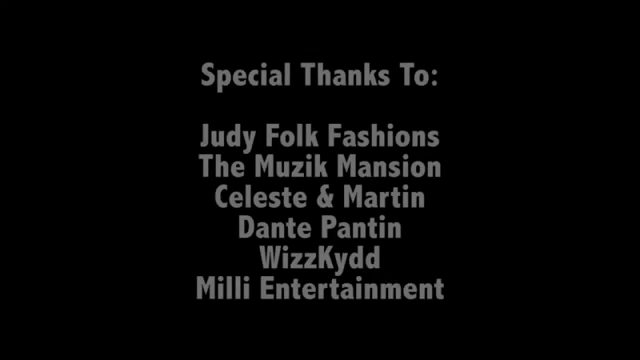 Special Thanks To:
Judy Folk Fashions
The Muzik Mansion
Celeste & Martin
Dante Pantin
WizzKydd
Milli Entertainment